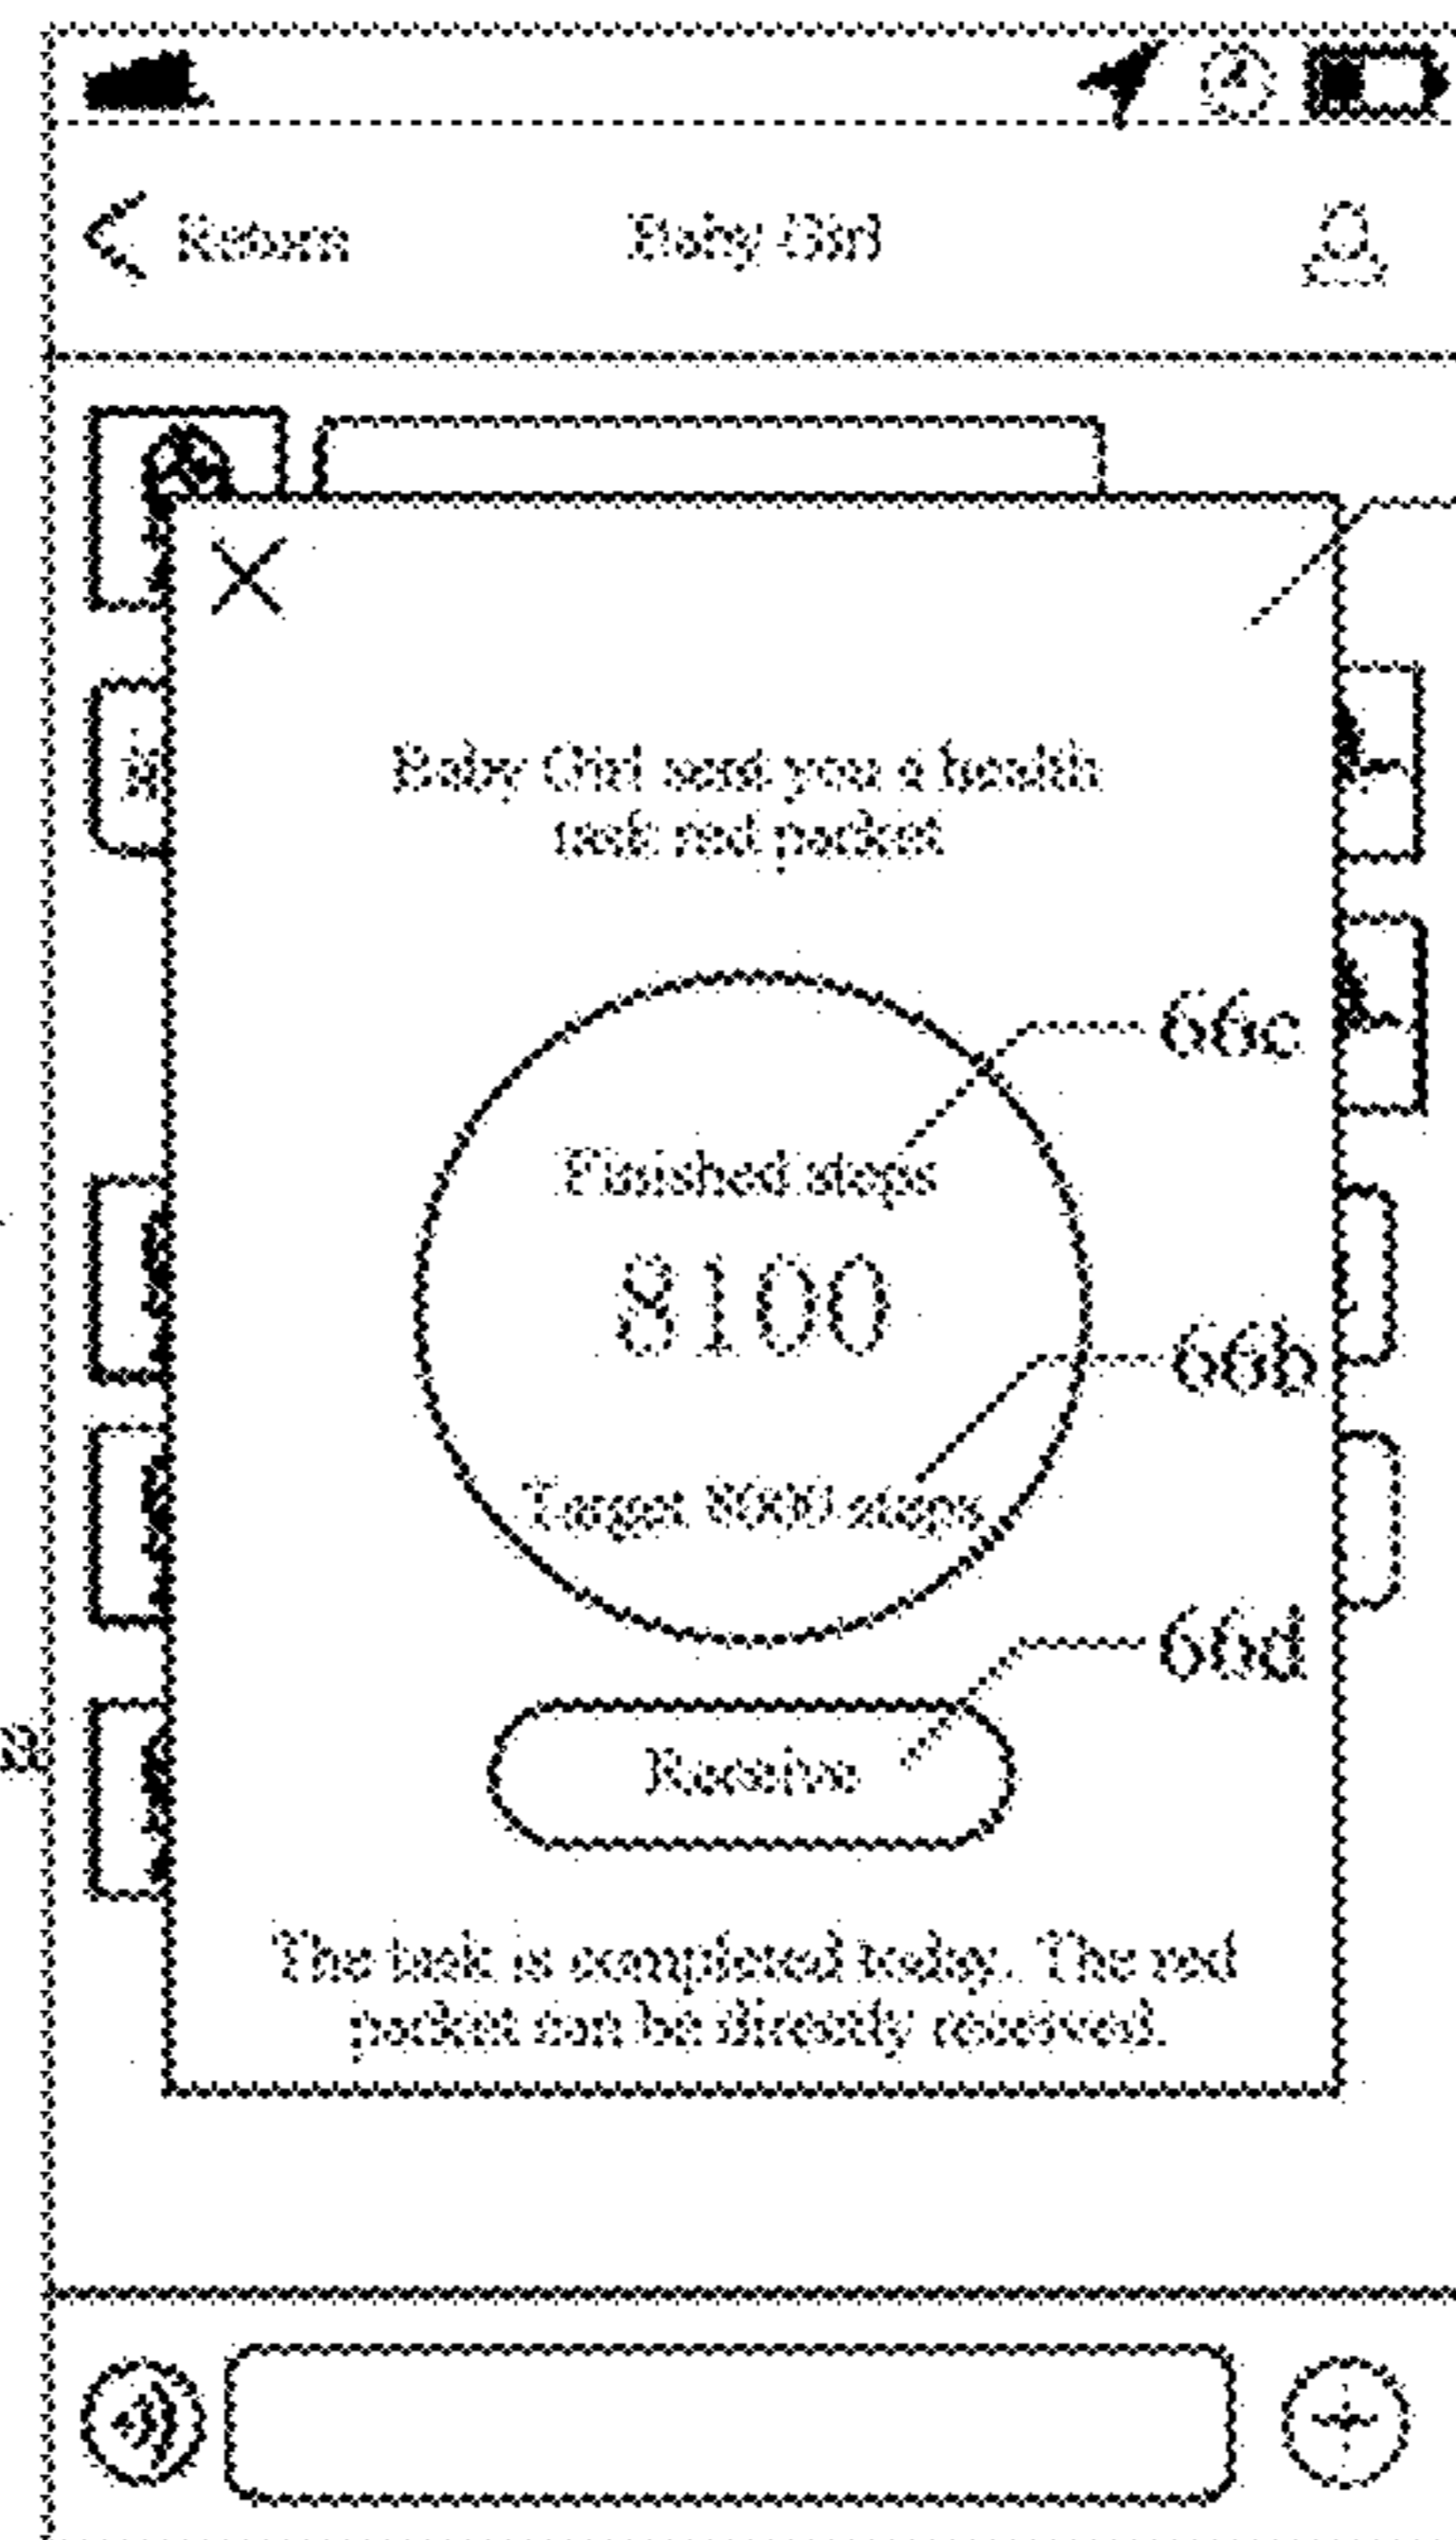 Return
Baby Girl
Baby Girl sent you a health
task red packet
66c
Finished steps
8100
66b
Target 8000 steps
66d
Receive
The task is completed today. The red
packet can be directly received.